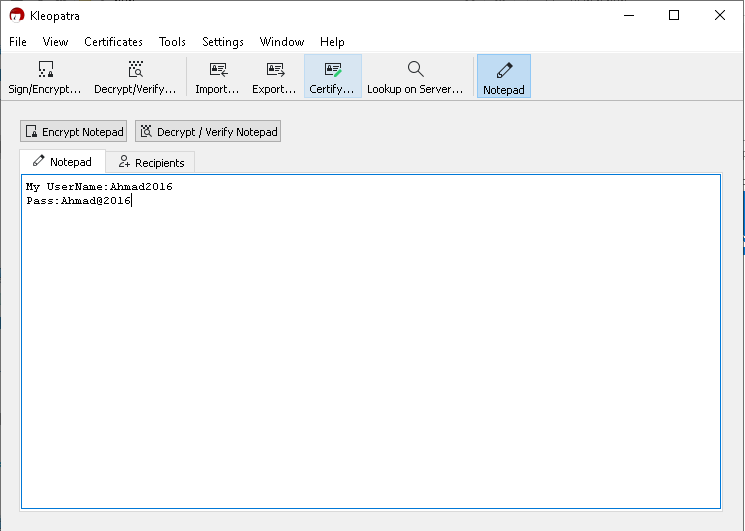 Kleopatra
File View Certificates Tools Settings Window Help
Sign/Encrypt... Decrypt/Verify... Import... Export... Certify... Lookup on Server... Notepad
Encrypt Notepad Decrypt / Verify Notepad
Notepad Recipients
My UserName:Ahmad2016
Pass:Ahmad@2016